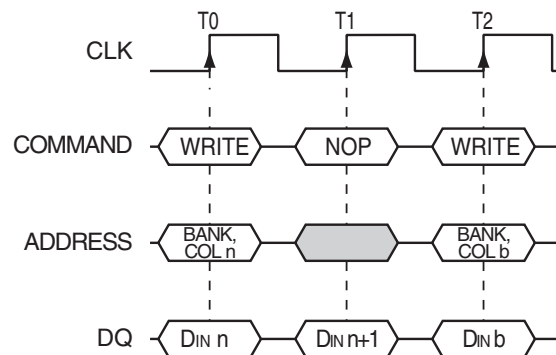 T0 T1 T2
CLK
COMMAND WRITE NOP WRITE
ADDRESS BANK, COL n BANK, COL b
DQ DIN n DIN n+1 DIN b